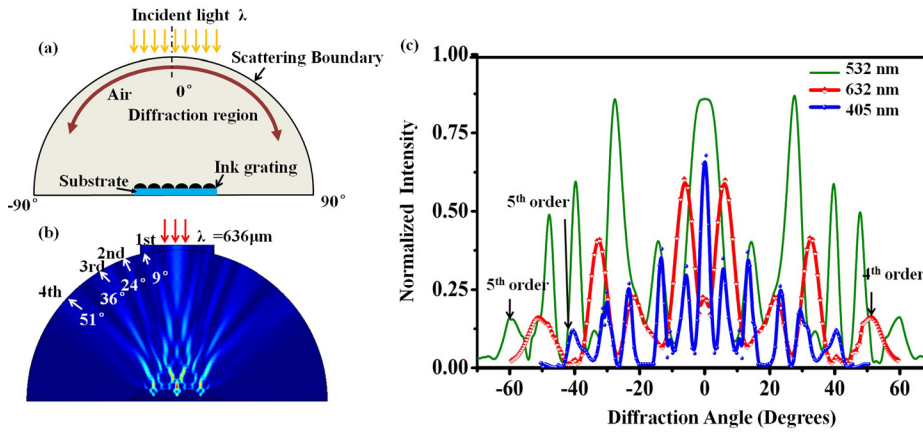 (a)
Incident light λ
Scattering Boundary
0°
Air
Diffraction region
Ink grating
Substrate
-90°
90°
(b)
λ =636μm
1st
2nd
3rd
4th
9°
24°
36°
51°
(c)
Normalized Intensity
1.00
0.75
0.50
0.25
0.00
532 nm
632 nm
405 nm
5th order
5th order
4th order
-60 -40 -20 0 20 40 60
Diffraction Angle (Degrees)